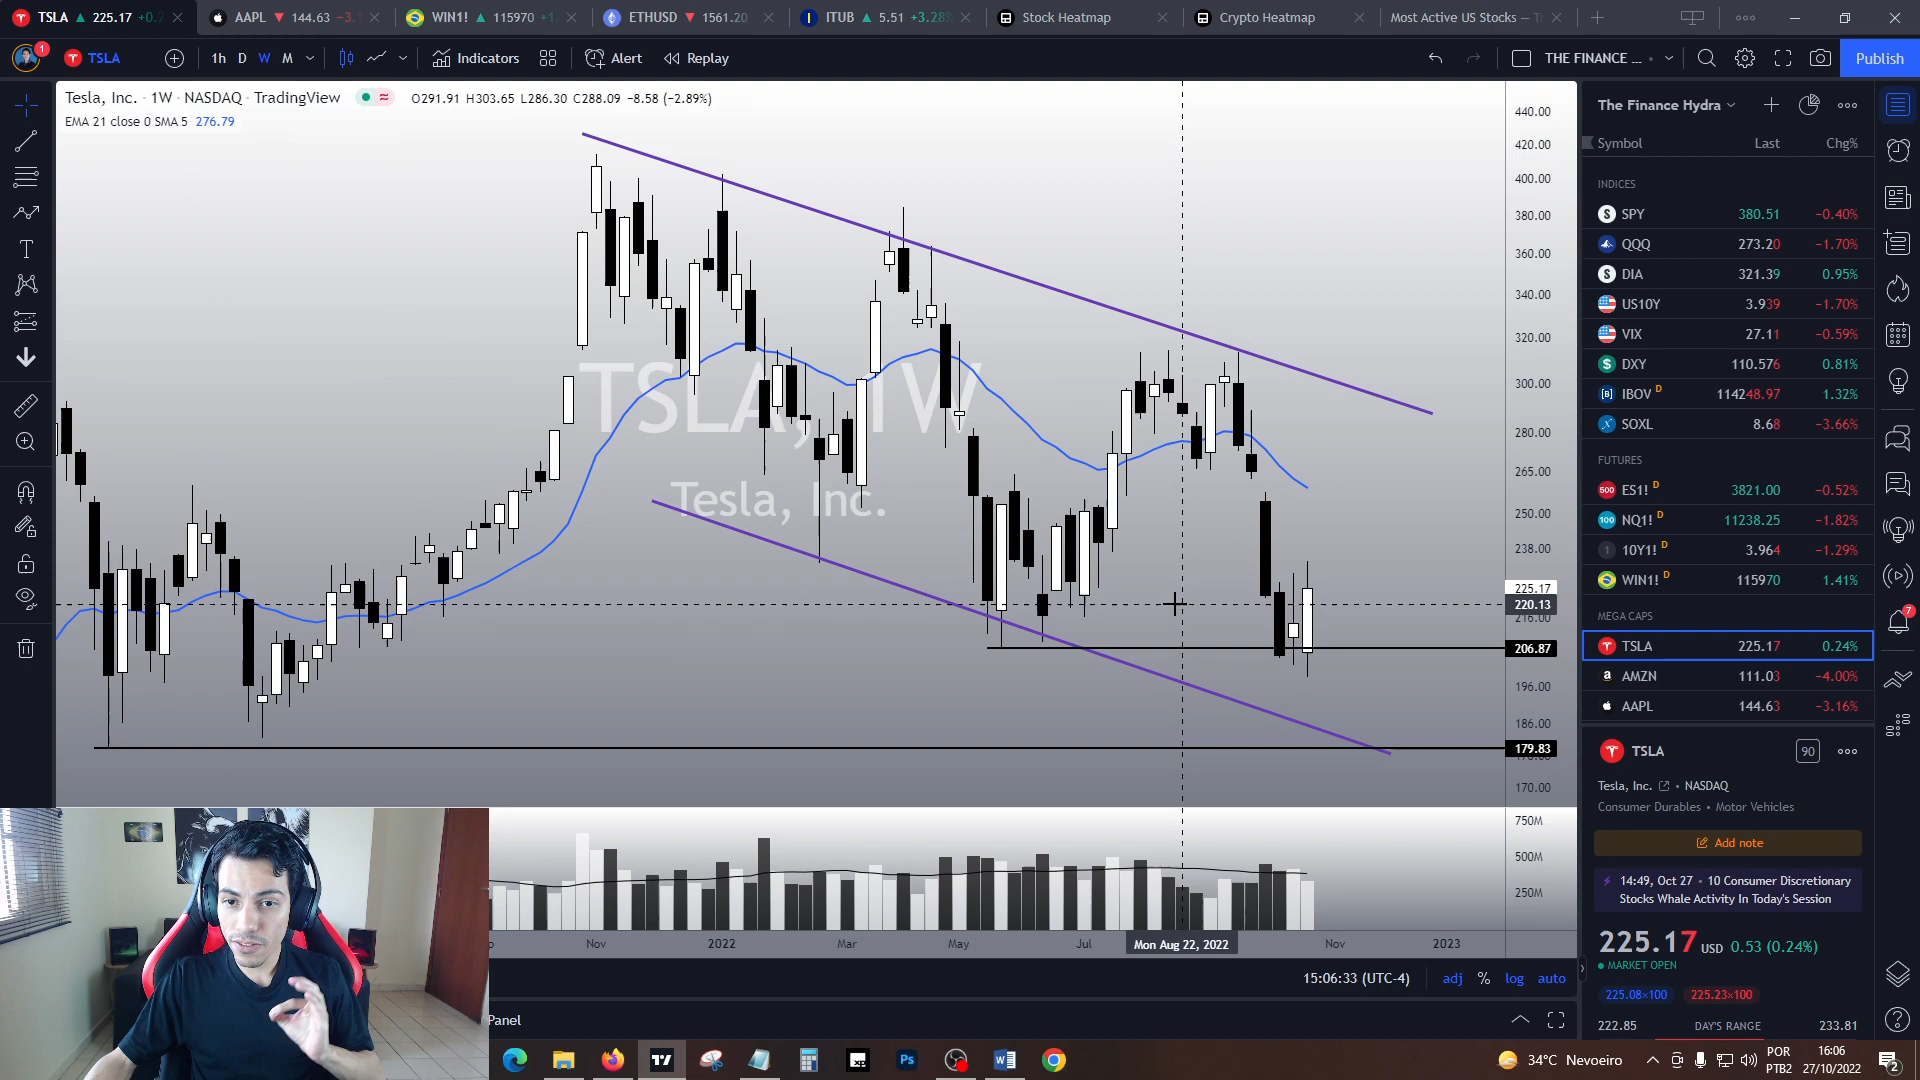 TSLA 225.17 +0.2
AAPL 144.63 −3.
WIN1! 115970 +1
ETHUSD 1561.20
ITUB 5.51 +3.28
Stock Heatmap
Crypto Heatmap
Most Active US Stocks — T
1
TSLA
1h D W M
Indicators
Alert
Replay
THE FINANCE ...
Publish
Tesla, Inc. · 1W · NASDAQ · TradingView
O291.91 H303.65 L286.30 C288.09 −8.58 (−2.89%)
EMA 21 close 0 SMA 5 276.79
TSLA, 1W
Tesla, Inc.
440.00
420.00
400.00
380.00
360.00
340.00
320.00
300.00
280.00
265.00
250.00
238.00
225.17
220.13
216.00
206.87
196.00
186.00
179.83
170.00
750M
500M
250M
Nov
2022
Mar
May
Jul
Mon Aug 22, 2022
Nov
2023
15:06:33 (UTC-4)
adj % log auto
Panel
The Finance Hydra
Symbol Last Chg%
INDICES
SPY 380.51 −0.40%
QQQ 273.20 −1.70%
DIA 321.39 0.95%
US10Y 3.939 −1.70%
VIX 27.11 −0.59%
DXY 110.576 0.81%
IBOV D 114248.97 1.32%
SOXL 8.68 −3.66%
FUTURES
ES1! D 3821.00 −0.52%
NQ1! D 11238.25 −1.82%
10Y1! D 3.964 −1.29%
WIN1! D 115970 1.41%
MEGA CAPS
TSLA 225.17 0.24%
AMZN 111.03 −4.00%
AAPL 144.63 −3.16%
TSLA
90
Tesla, Inc. • NASDAQ
Consumer Durables • Motor Vehicles
Add note
14:49, Oct 27 • 10 Consumer Discretionary
Stocks Whale Activity In Today's Session
225.17 USD 0.53 (0.24%)
MARKET OPEN
225.08×100 225.23×100
222.85 DAY'S RANGE 233.81
7
34°C Nevoeiro
POR
PTB2
16:06
27/10/2022
2